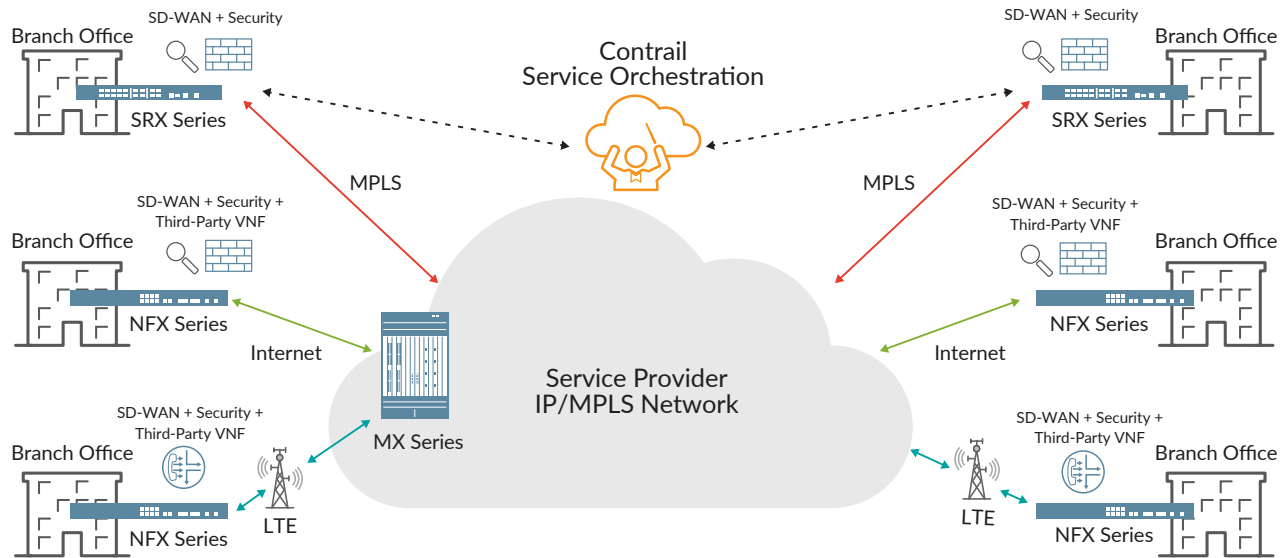 SD-WAN + Security
Branch Office
SRX Series
MPLS
SD-WAN + Security +
Third-Party VNF
Branch Office
NFX Series
Internet
SD-WAN + Security +
Third-Party VNF
Branch Office
NFX Series
LTE
Contrail
Service Orchestration
Service Provider
IP/MPLS Network
MX Series
SD-WAN + Security
Branch Office
SRX Series
MPLS
SD-WAN + Security +
Third-Party VNF
Branch Office
NFX Series
Internet
SD-WAN + Security +
Third-Party VNF
Branch Office
NFX Series
LTE